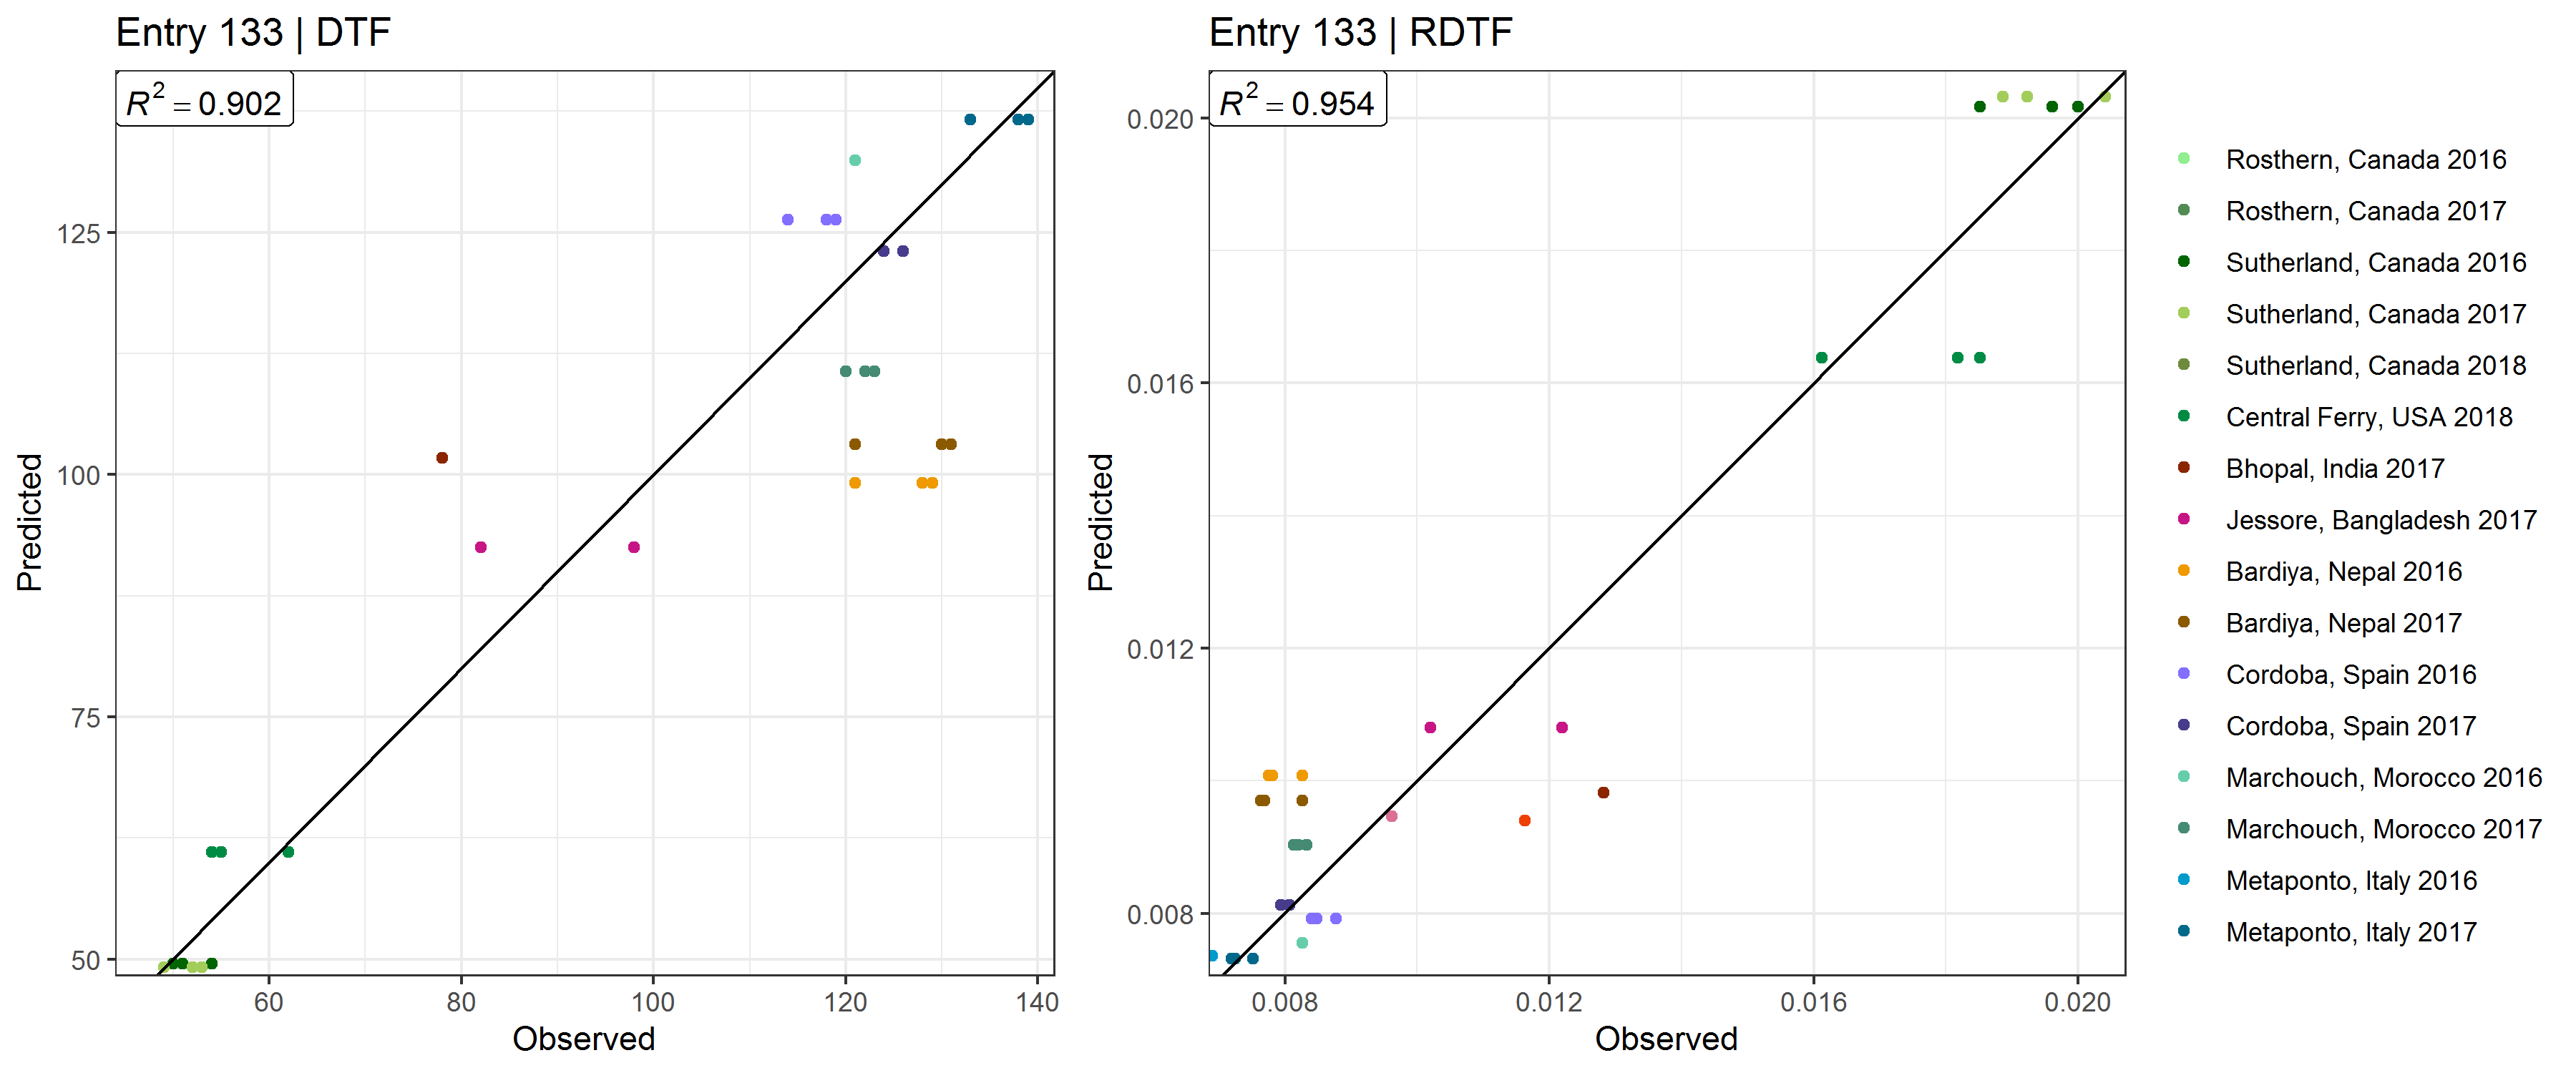 Entry 133 | DTF
R² = 0.902
125
100
75
50
60 80 100 120 140
Observed
Predicted
Entry 133 | RDTF
R² = 0.954
0.020
0.016
0.012
0.008
0.008 0.012 0.016 0.020
Observed
Predicted
Rosthern, Canada 2016
Rosthern, Canada 2017
Sutherland, Canada 2016
Sutherland, Canada 2017
Sutherland, Canada 2018
Central Ferry, USA 2018
Bhopal, India 2017
Jessore, Bangladesh 2017
Bardiya, Nepal 2016
Bardiya, Nepal 2017
Cordoba, Spain 2016
Cordoba, Spain 2017
Marchouch, Morocco 2016
Marchouch, Morocco 2017
Metaponto, Italy 2016
Metaponto, Italy 2017